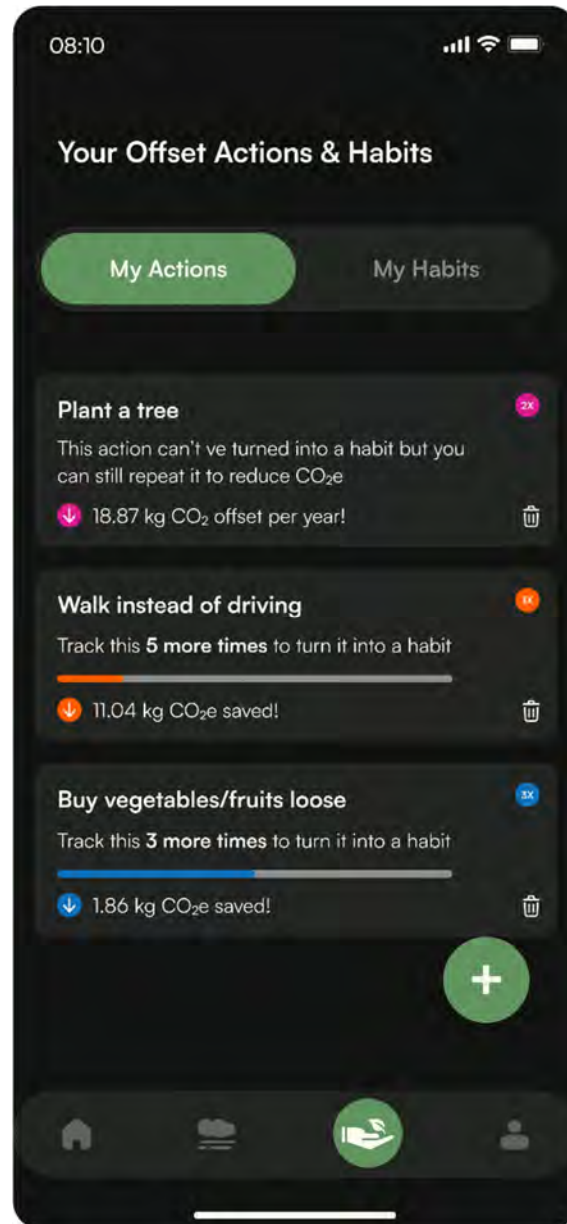 08:10
Your Offset Actions & Habits
My Actions
My Habits
Plant a tree
2X
This action can't ve turned into a habit but you
can still repeat it to reduce CO₂e
18.87 kg CO₂ offset per year!
Walk instead of driving
1X
Track this 5 more times to turn it into a habit
11.04 kg CO₂e saved!
Buy vegetables/fruits loose
3X
Track this 3 more times to turn it into a habit
1.86 kg CO₂e saved!